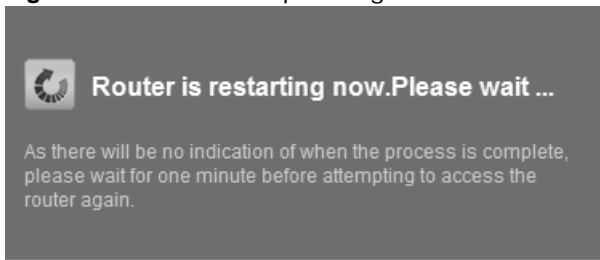 Router is restarting now.Please wait ...
As there will be no indication of when the process is complete,
please wait for one minute before attempting to access the
router again.